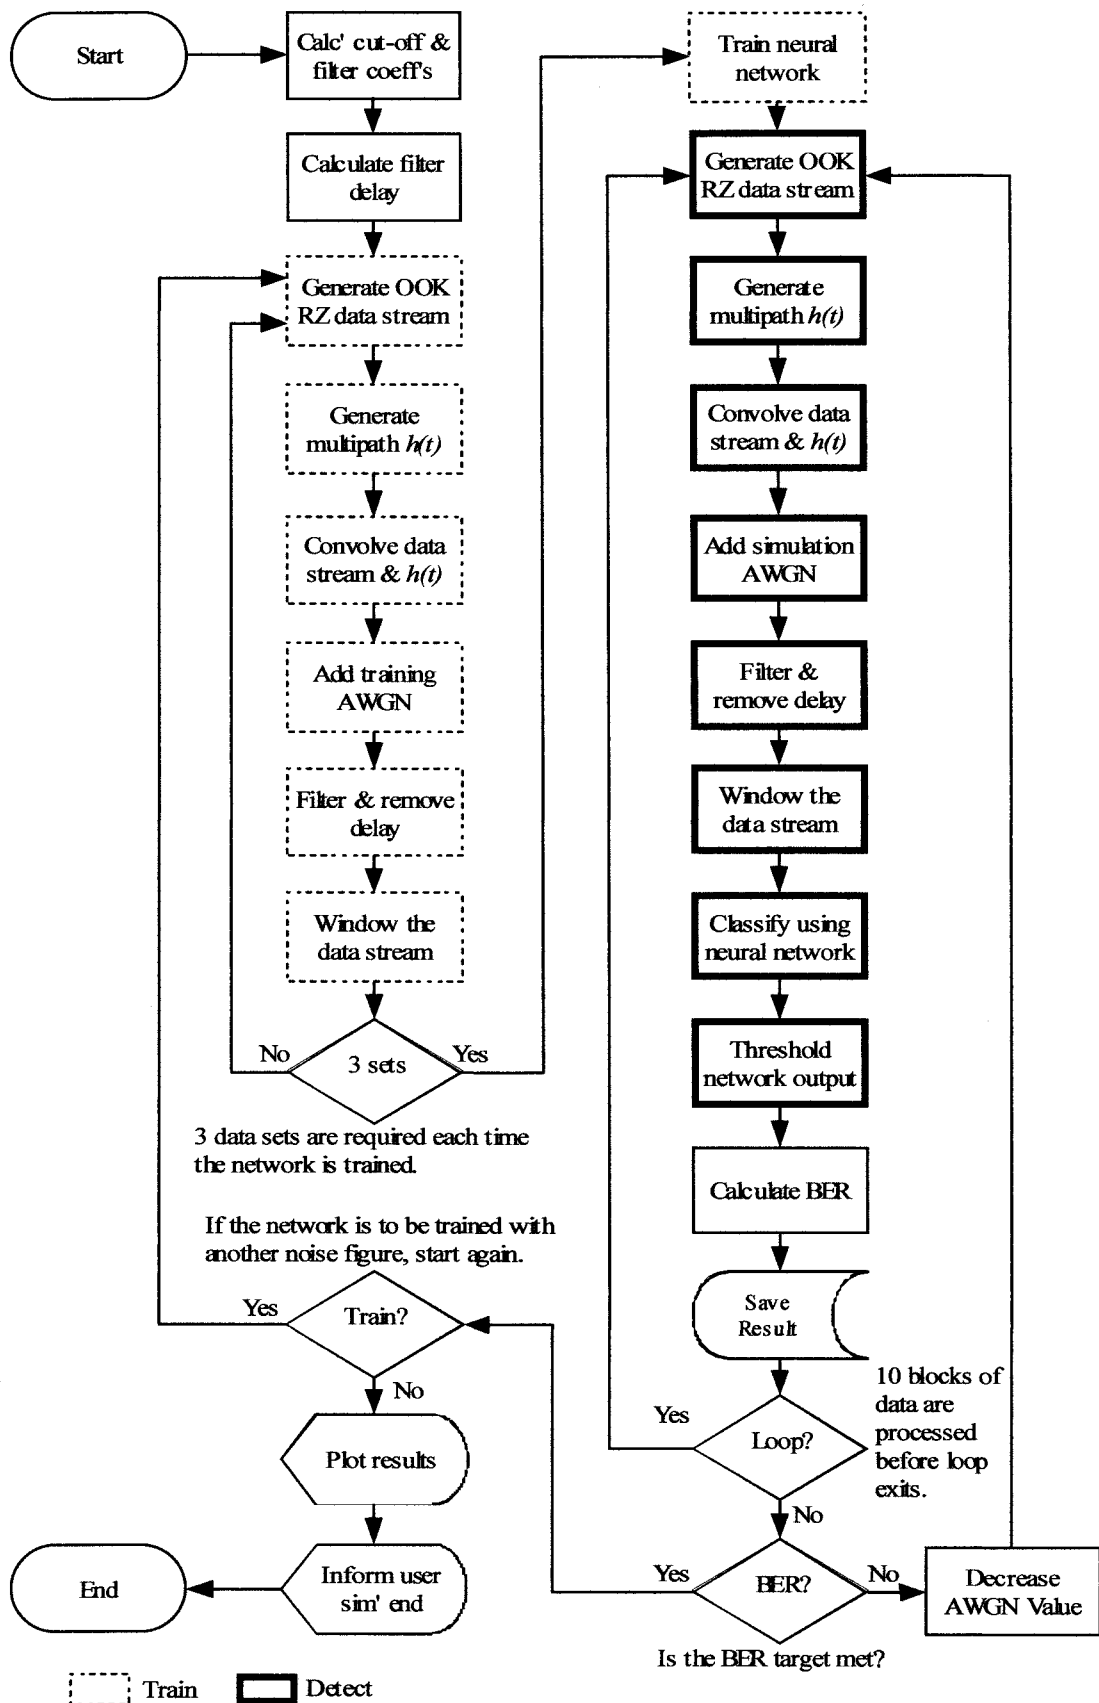 Start
Calc' cut-off &
filter coeff's
Calculate filter
delay
Generate OOK
RZ data stream
Generate
multipath h(t)
Convolve data
stream & h(t)
Add training
AWGN
Filter & remove
delay
Window the
data stream
No
3 sets
Yes
3 data sets are required each time
the network is trained.
If the network is to be trained with
another noise figure, start again.
Yes
Train?
No
Plot results
Inform user
sim' end
End
Train neural
network
Generate OOK
RZ data stream
Generate
multipath h(t)
Convolve data
stream & h(t)
Add simulation
AWGN
Filter &
remove delay
Window the
data stream
Classify using
neural network
Threshold
network output
Calculate BER
Save
Result
10 blocks of
data are
processed
before loop
exits.
Yes
Loop?
No
Yes
BER?
No
Decrease
AWGN Value
Is the BER target met?
Train
Detect